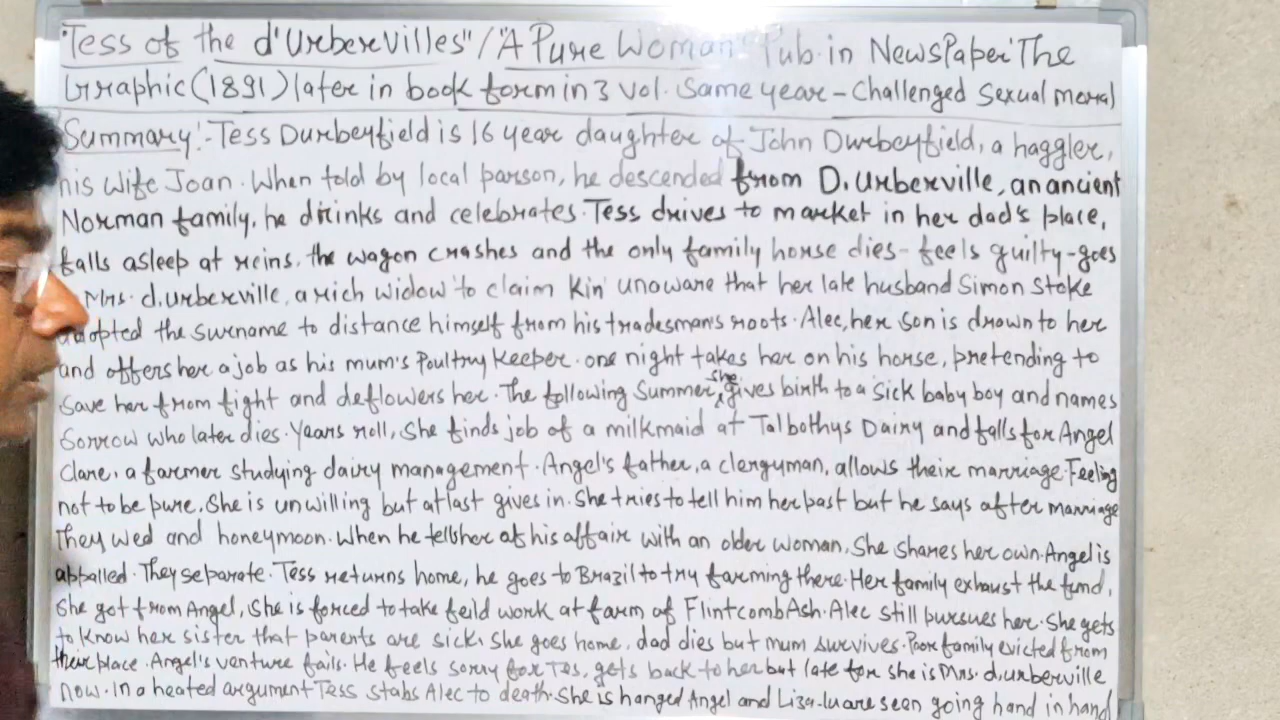 "Tess of the d'Urbervilles"/"A Pure Woman" Pub. in NewsPaper 'The
Graphic (1891) later in book form in 3 vol. Same year - Challenged Sexual moral
Summary:- Tess Durbeyfield is 16 year daughter of John Durbeyfield, a haggler,
his wife Joan. When told by local parson, he descended from D.Urberville, an ancient
Norman family, he drinks and celebrates. Tess drives to market in her dad's place,
falls asleep at reins, the wagon crashes and the only family horse dies - feels guilty - goes
Mrs. d.urberville, a rich widow to 'claim kin' unaware that her late husband Simon Stoke
adopted the surname to distance himself from his tradesman's roots. Alec, her son is drawn to her
and offers her a job as his mum's Poultry Keeper. one night takes her on his horse, pretending to
save her from fight and deflowers her. The following Summer, she gives birth to a sick baby boy and names
Sorrow who later dies. Years roll, She finds job of a milkmaid at Talbothys Dairy and falls for Angel
Clare, a farmer studying dairy management. Angel's father, a clergyman, allows their marriage. Feeling
not to be pure, She is unwilling but at last gives in. She tries to tell him her past but he says after marriage
They wed and honeymoon. When he tells her of his affair with an older woman, She shares her own. Angel is
appalled. They separate. Tess returns home, he goes to Brazil to try farming there. Her family exhaust the fund,
She got from Angel, She is forced to take feild work at farm of Flintcomb Ash. Alec still pursues her. She gets
to know her sister that parents are sick, She goes home, dad dies but mum survives. Poor family evicted from
their place. Angel's venture fails. He feels sorry for Tes, gets back to her but late for she is Mrs. d.urberville
now. In a heated argument Tess stabs Alec to death. She is hanged Angel and Liza-lu are seen going hand in hand